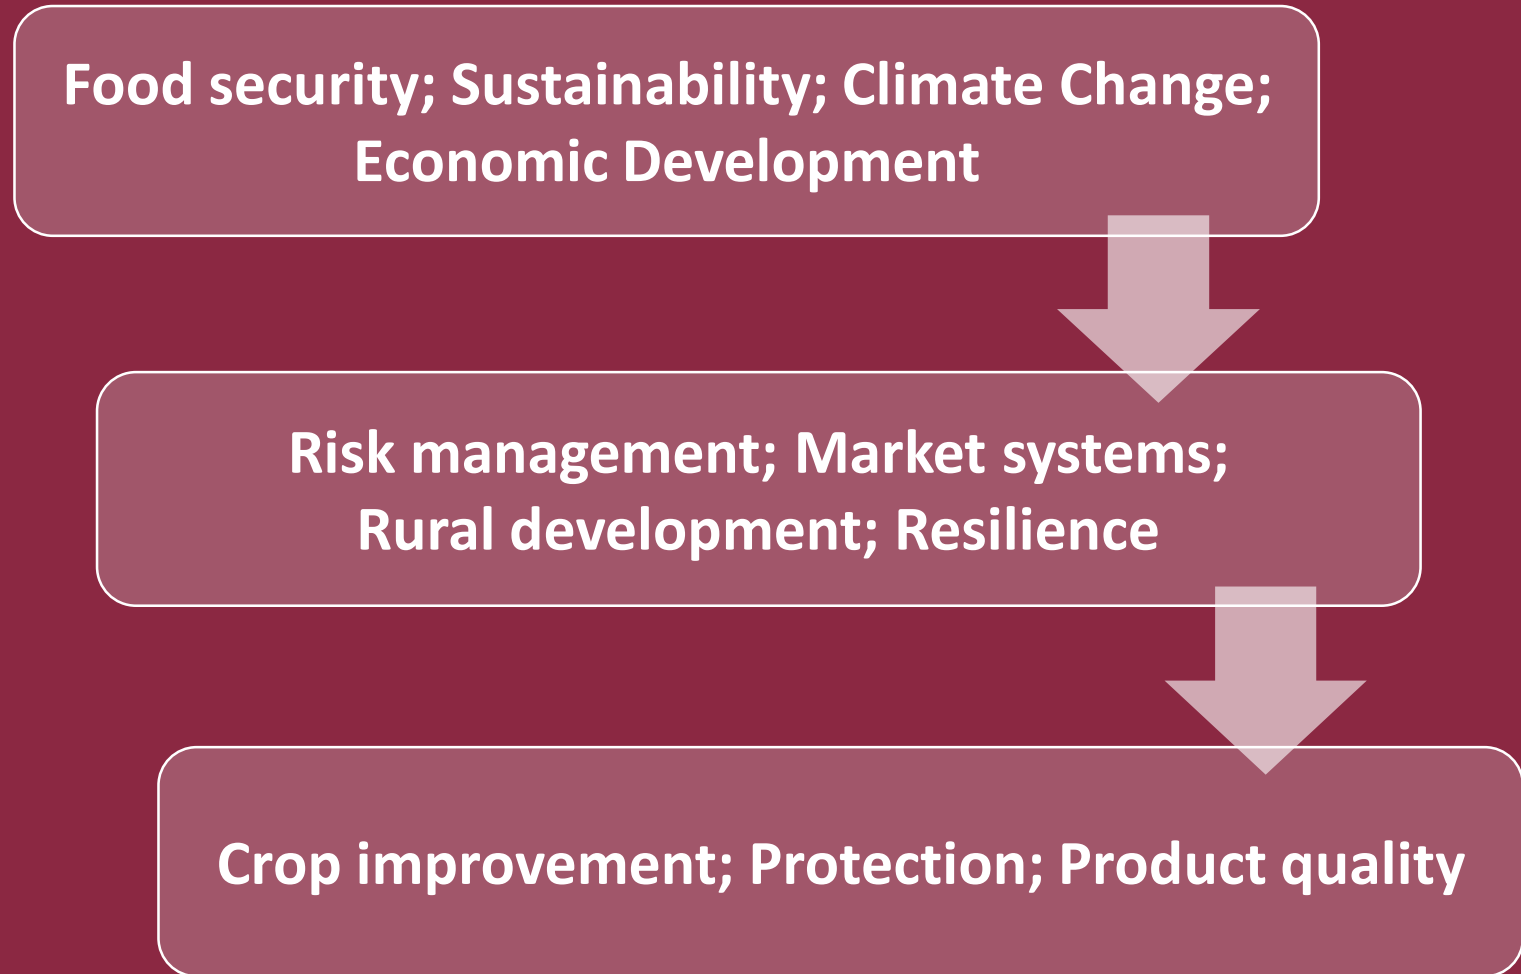 Food security; Sustainability; Climate Change;
Economic Development
Risk management; Market systems;
Rural development; Resilience
Crop improvement; Protection; Product quality